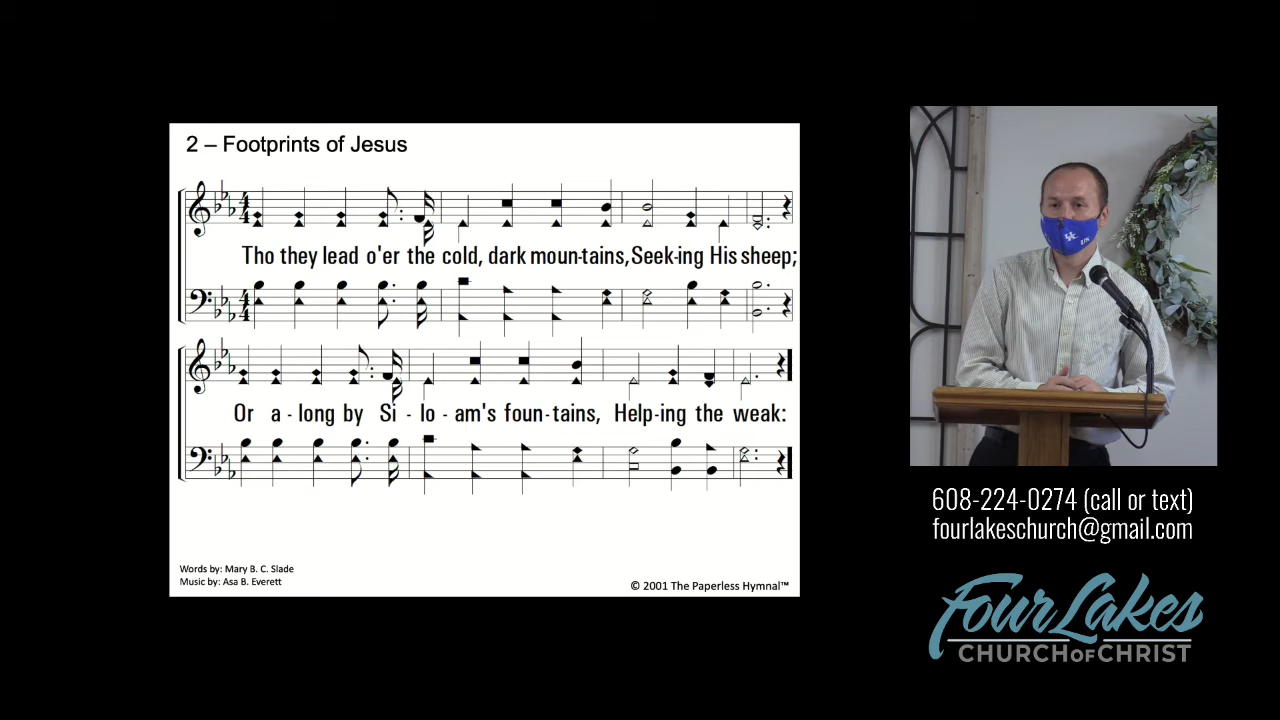 2 – Footprints of Jesus
Tho they lead o'er the cold, dark moun-tains, Seek-ing His sheep;
Or a - long by Si - lo - am's foun-tains, Help-ing the weak:
Words by: Mary B. C. Slade
Music by: Asa B. Everett
© 2001 The Paperless Hymnal™
UK
608-224-0274 (call or text)
fourlakeschurch@gmail.com
Four Lakes
CHURCH OF CHRIST